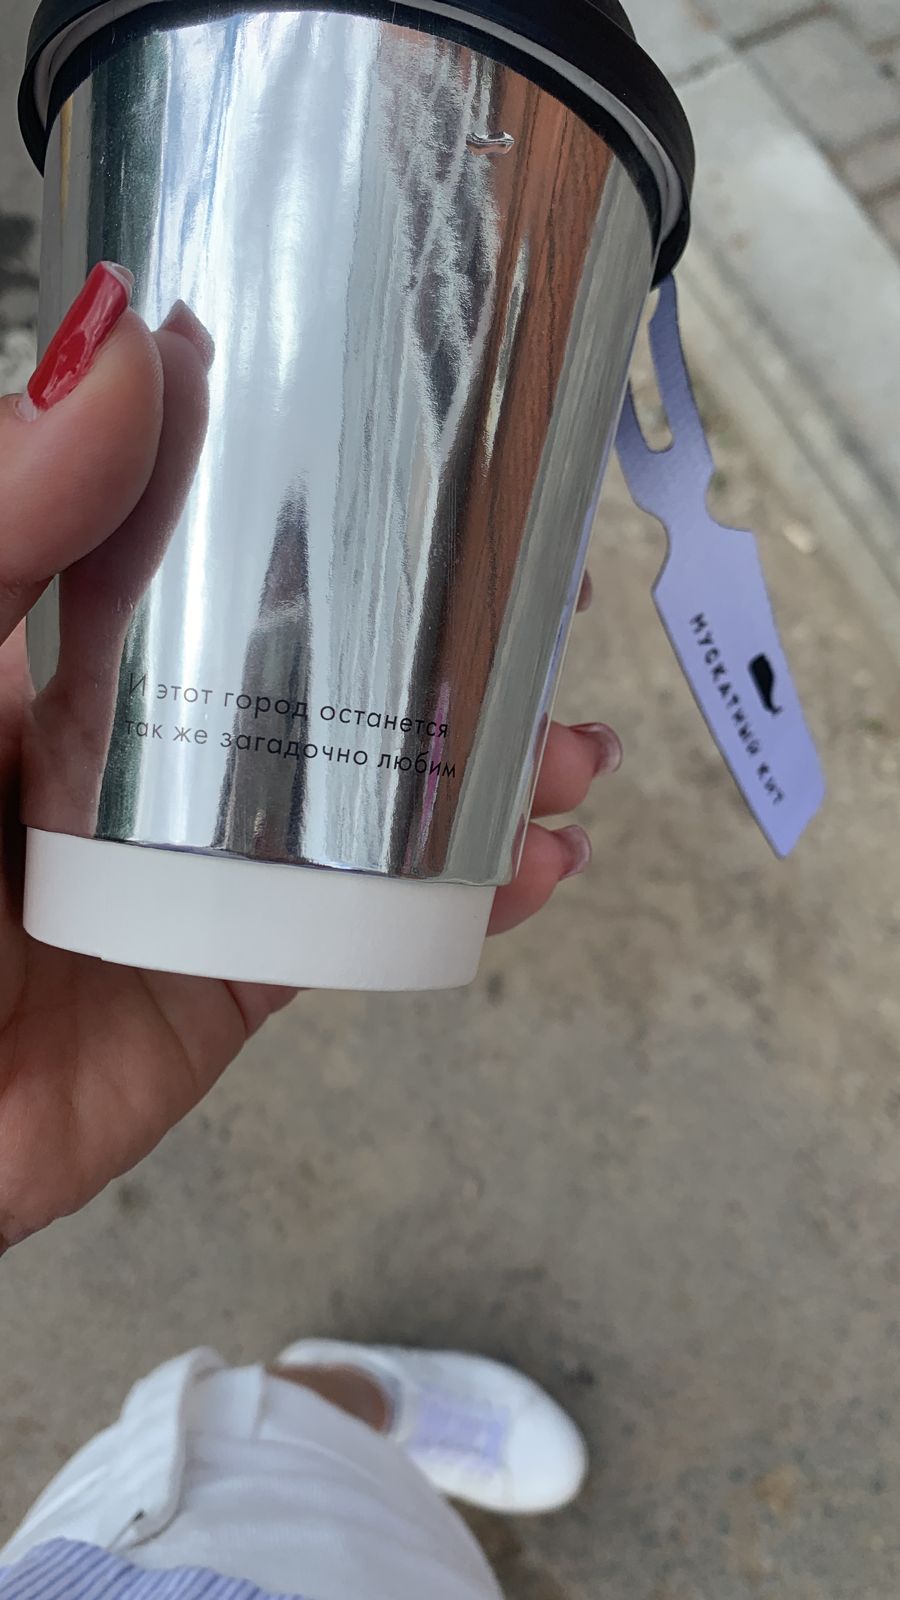 И этот город останется
так же загадочно любим
МУСКАТНЫЙ КИТ